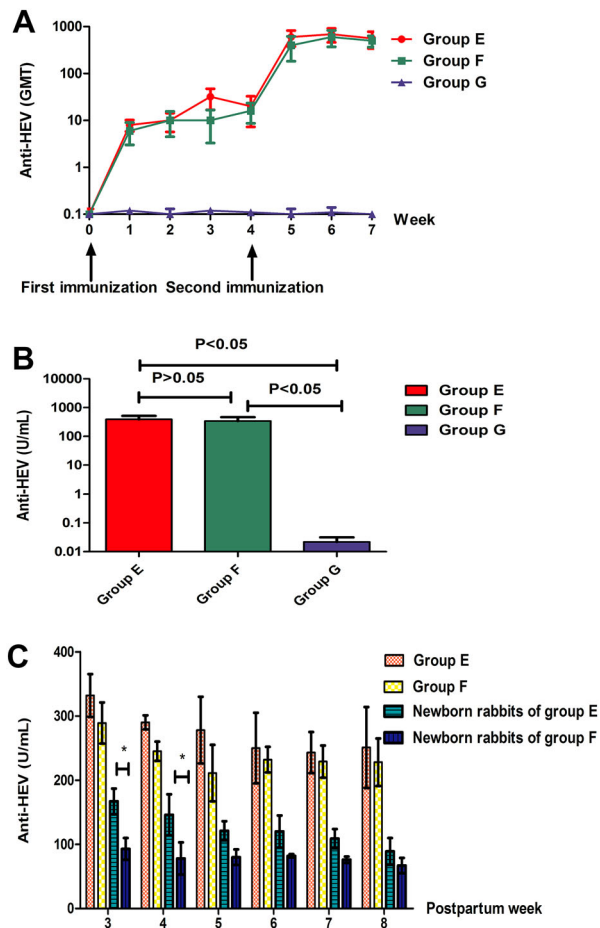 A
Anti-HEV (GMT)
1000
100
10
1
0.1
0 1 2 3 4 5 6 7
Week
First immunization Second immunization
Group E
Group F
Group G
B
Anti-HEV (U/mL)
10000
1000
100
10
1
0.1
0.01
P<0.05
P>0.05
P<0.05
Group E
Group F
Group G
Group E
Group F
Group G
C
Anti-HEV (U/mL)
400
300
200
100
0
*
*
3 4 5 6 7 8
Postpartum week
Group E
Group F
Newborn rabbits of group E
Newborn rabbits of group F